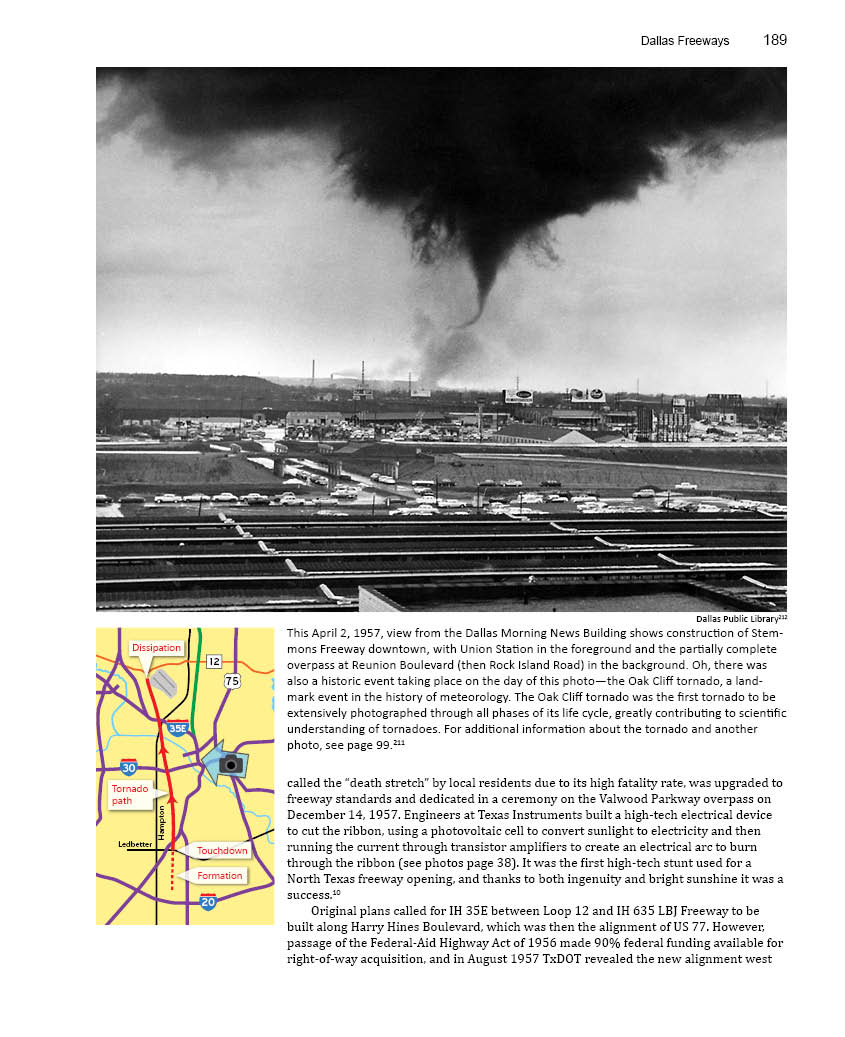 Dallas Freeways 189
Dallas Public Library²¹²
This April 2, 1957, view from the Dallas Morning News Building shows construction of Stem-
mons Freeway downtown, with Union Station in the foreground and the partially complete
overpass at Reunion Boulevard (then Rock Island Road) in the background. Oh, there was
also a historic event taking place on the day of this photo—the Oak Cliff tornado, a land-
mark event in the history of meteorology. The Oak Cliff tornado was the first tornado to be
extensively photographed through all phases of its life cycle, greatly contributing to scientific
understanding of tornadoes. For additional information about the tornado and another
photo, see page 99.²¹¹
Dissipation
12
75
35E
30
Tornado
path
Hampton
Ledbetter
Touchdown
Formation
20
called the “death stretch” by local residents due to its high fatality rate, was upgraded to
freeway standards and dedicated in a ceremony on the Valwood Parkway overpass on
December 14, 1957. Engineers at Texas Instruments built a high-tech electrical device
to cut the ribbon, using a photovoltaic cell to convert sunlight to electricity and then
running the current through transistor amplifiers to create an electrical arc to burn
through the ribbon (see photos page 38). It was the first high-tech stunt used for a
North Texas freeway opening, and thanks to both ingenuity and bright sunshine it was a
success.¹⁰
Original plans called for IH 35E between Loop 12 and IH 635 LBJ Freeway to be
built along Harry Hines Boulevard, which was then the alignment of US 77. However,
passage of the Federal-Aid Highway Act of 1956 made 90% federal funding available for
right-of-way acquisition, and in August 1957 TxDOT revealed the new alignment west